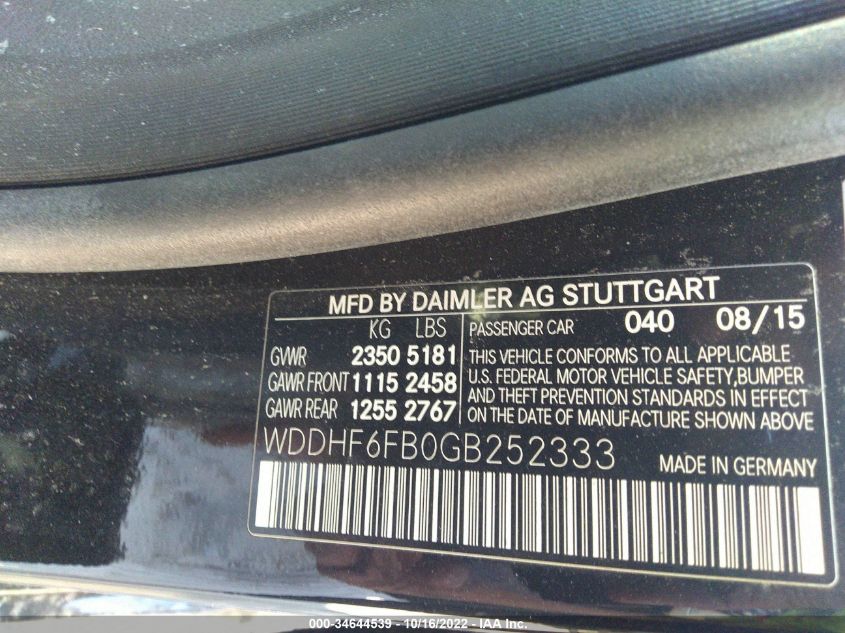 MFD BY DAIMLER AG STUTTGART
KG LBS
PASSENGER CAR 040 08/15
GVWR 2350 5181
GAWR FRONT 1115 2458
GAWR REAR 1255 2767
THIS VEHICLE CONFORMS TO ALL APPLICABLE
U.S. FEDERAL MOTOR VEHICLE SAFETY,BUMPER
AND THEFT PREVENTION STANDARDS IN EFFECT
ON THE DATE OF MANUFACTURE SHOWN ABOVE
WDDHF6FB0GB252333
MADE IN GERMANY
000-34644539 - 10/16/2022 - IAA Inc.